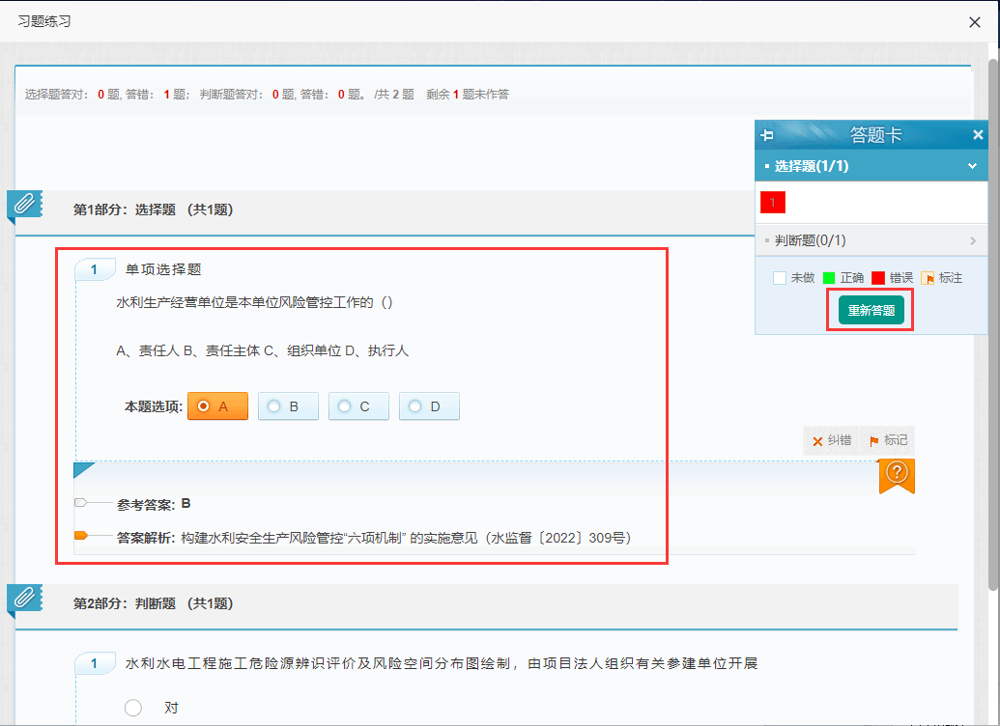 习题练习
选择题答对： 0 题, 答错： 1 题； 判断题答对： 0 题, 答错： 0 题。 /共 2 题 剩余 1 题未作答
答题卡
选择题(1/1)
1
判断题(0/1)
未做 正确 错误 标注
重新答题
第1部分：选择题 （共1题)
1 单项选择题
水利生产经营单位是本单位风险管控工作的（）
A、责任人 B、责任主体 C、组织单位 D、执行人
本题选项: A B C D
纠错 标记
参考答案: B
答案解析: 构建水利安全生产风险管控“六项机制” 的实施意见（水监督〔2022〕309号）
第2部分：判断题 （共1题)
1 水利水电工程施工危险源辨识评价及风险空间分布图绘制，由项目法人组织有关参建单位开展
对